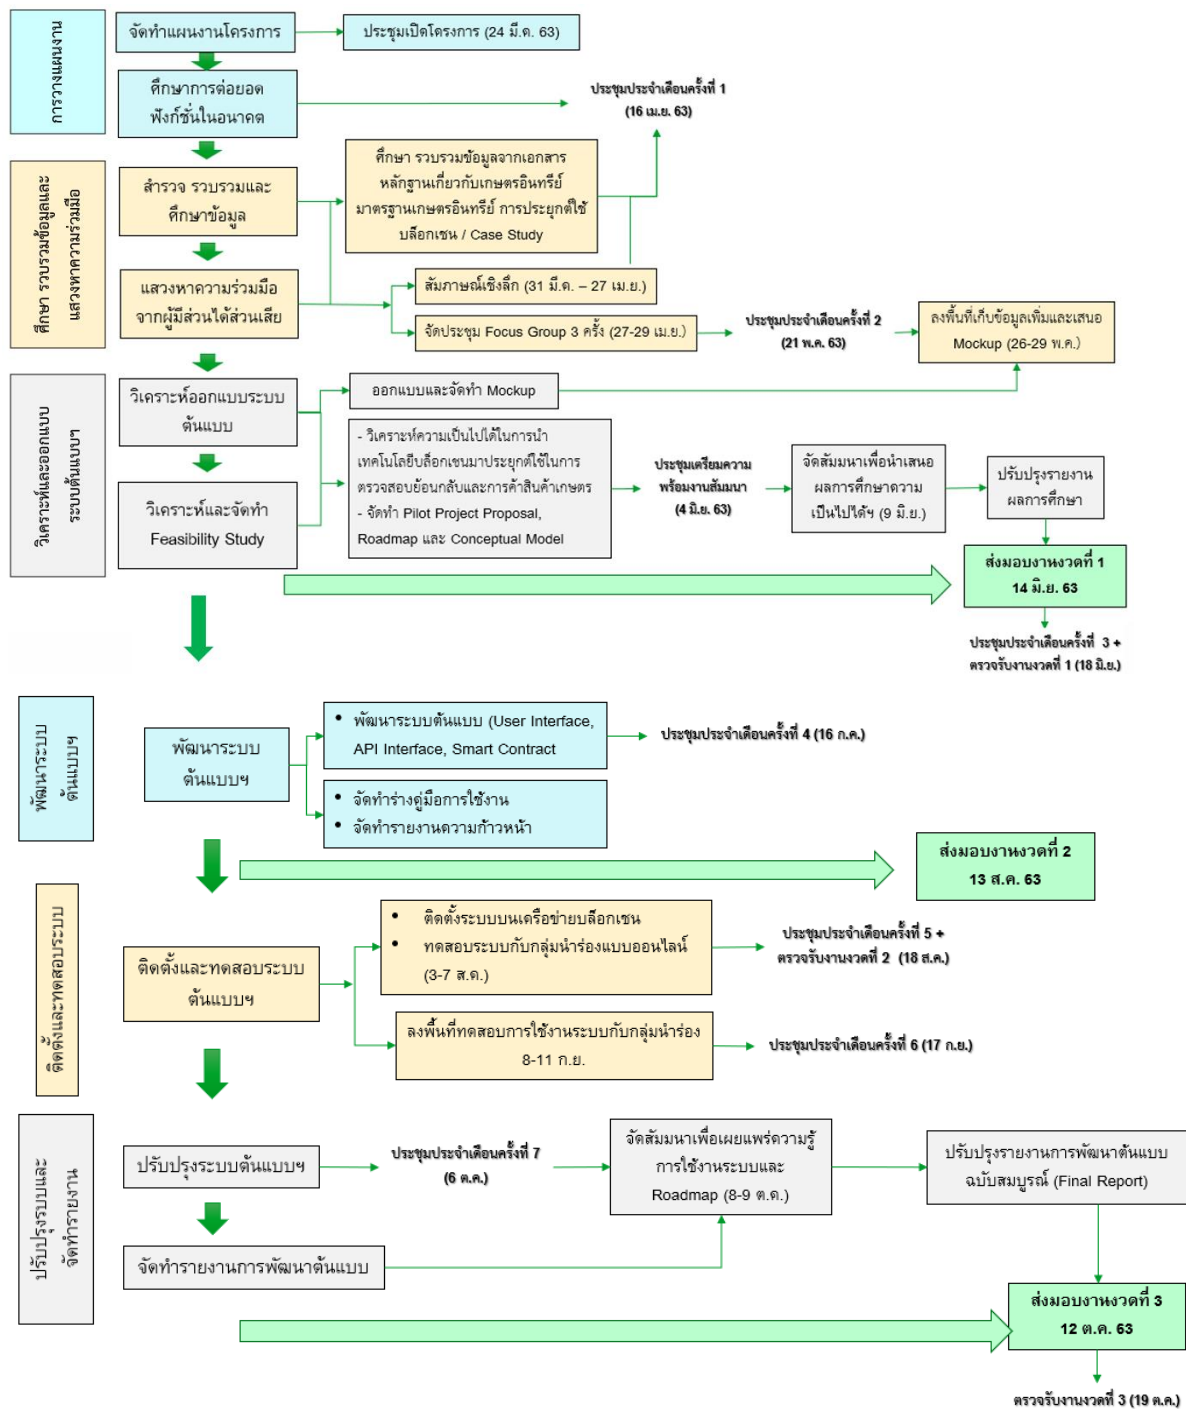 การวางแผนงาน
จัดทำแผนงานโครงการ
ประชุมเปิดโครงการ (24 มี.ค. 63)
ศึกษาการต่อยอด
ฟังก์ชั่นในอนาคต
ประชุมประจำเดือนครั้งที่ 1
(16 เม.ย. 63)
ศึกษา รวบรวมข้อมูลและ
แสวงหาความร่วมมือ
สำรวจ รวบรวมและ
ศึกษาข้อมูล
ศึกษา รวบรวมข้อมูลจากเอกสาร
หลักฐานเกี่ยวกับเกษตรอินทรีย์
มาตรฐานเกษตรอินทรีย์ การประยุกต์ใช้
บล็อกเชน / Case Study
แสวงหาความร่วมมือ
จากผู้มีส่วนได้ส่วนเสีย
สัมภาษณ์เชิงลึก (31 มี.ค. – 27 เม.ย.)
จัดประชุม Focus Group 3 ครั้ง (27-29 เม.ย.)
ประชุมประจำเดือนครั้งที่ 2
(21 พ.ค. 63)
ลงพื้นที่เก็บข้อมูลเพิ่มและเสนอ
Mockup (26-29 พ.ค.)
วิเคราะห์และออกแบบ
ระบบต้นแบบฯ
วิเคราะห์ออกแบบระบบ
ต้นแบบ
ออกแบบและจัดทำ Mockup
วิเคราะห์และจัดทำ
Feasibility Study
- วิเคราะห์ความเป็นไปได้ในการนำ
เทคโนโลยีบล็อกเชนมาประยุกต์ใช้ในการ
ตรวจสอบย้อนกลับและการค้าสินค้าเกษตร
- จัดทำ Pilot Project Proposal,
Roadmap และ Conceptual Model
ประชุมเตรียมความ
พร้อมงานสัมมนา
(4 มิ.ย. 63)
จัดสัมมนาเพื่อนำเสนอ
ผลการศึกษาความ
เป็นไปได้ฯ (9 มิ.ย.)
ปรับปรุงรายงาน
ผลการศึกษา
ส่งมอบงานงวดที่ 1
14 มิ.ย. 63
ประชุมประจำเดือนครั้งที่ 3 +
ตรวจรับงานงวดที่ 1 (18 มิ.ย.)
พัฒนาระบบ
ต้นแบบฯ
พัฒนาระบบ
ต้นแบบฯ
• พัฒนาระบบต้นแบบ (User Interface,
API Interface, Smart Contract
ประชุมประจำเดือนครั้งที่ 4 (16 ก.ค.)
• จัดทำร่างคู่มือการใช้งาน
• จัดทำรายงานความก้าวหน้า
ส่งมอบงานงวดที่ 2
13 ส.ค. 63
ติดตั้งและทดสอบระบบ
ติดตั้งและทดสอบระบบ
ต้นแบบฯ
• ติดตั้งระบบบนเครือข่ายบล็อกเชน
• ทดสอบระบบกับกลุ่มนำร่องแบบออนไลน์
(3-7 ส.ค.)
ประชุมประจำเดือนครั้งที่ 5 +
ตรวจรับงานงวดที่ 2 (18 ส.ค.)
ลงพื้นที่ทดสอบการใช้งานระบบกับกลุ่มนำร่อง
8-11 ก.ย.
ประชุมประจำเดือนครั้งที่ 6 (17 ก.ย.)
ปรับปรุงรบบและ
จัดทำรายงาน
ปรับปรุงระบบต้นแบบฯ
ประชุมประจำเดือนครั้งที่ 7
(6 ต.ค.)
จัดสัมมนาเพื่อเผยแพร่ความรู้
การใช้งานระบบและ
Roadmap (8-9 ต.ค.)
ปรับปรุงรายงานการพัฒนาต้นแบบ
ฉบับสมบูรณ์ (Final Report)
จัดทำรายงานการพัฒนาต้นแบบ
ส่งมอบงานงวดที่ 3
12 ต.ค. 63
ตรวจรับงานงวดที่ 3 (19 ต.ค.)